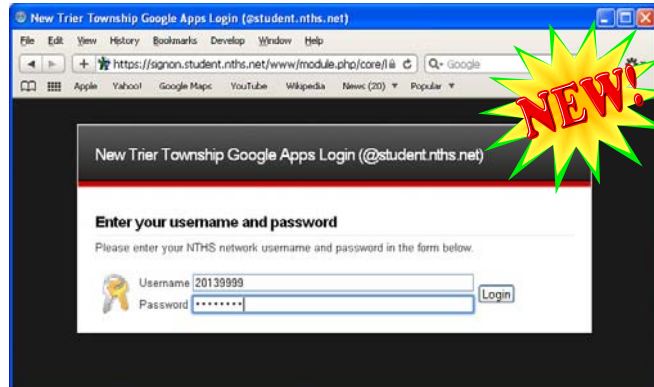 New Trier Township Google Apps Login (@student.nths.net)
File Edit View History Bookmarks Develop Window Help
https://signon.student.nths.net/www/module.php/core/l Q- Google
Apple Yahoo! Google Maps YouTube Wikipedia News (20) ▼ Popular ▼
NEW!
New Trier Township Google Apps Login (@student.nths.net)
Enter your username and password
Please enter your NTHS network username and password in the form below.
Username 20139999
Password ••••••••
Login